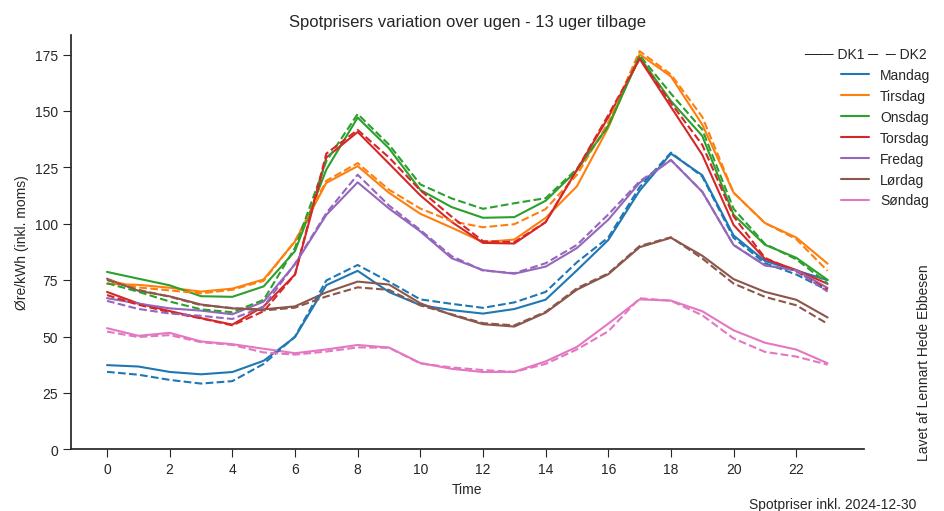 Spotprisers variation over ugen - 13 uger tilbage
DK1 DK2
Mandag
Tirsdag
Onsdag
Torsdag
Fredag
Lørdag
Søndag
Øre/kWh (inkl. moms)
175
150
125
100
75
50
25
0
0 2 4 6 8 10 12 14 16 18 20 22
Time
Lavet af Lennart Hede Ebbesen
Spotpriser inkl. 2024-12-30